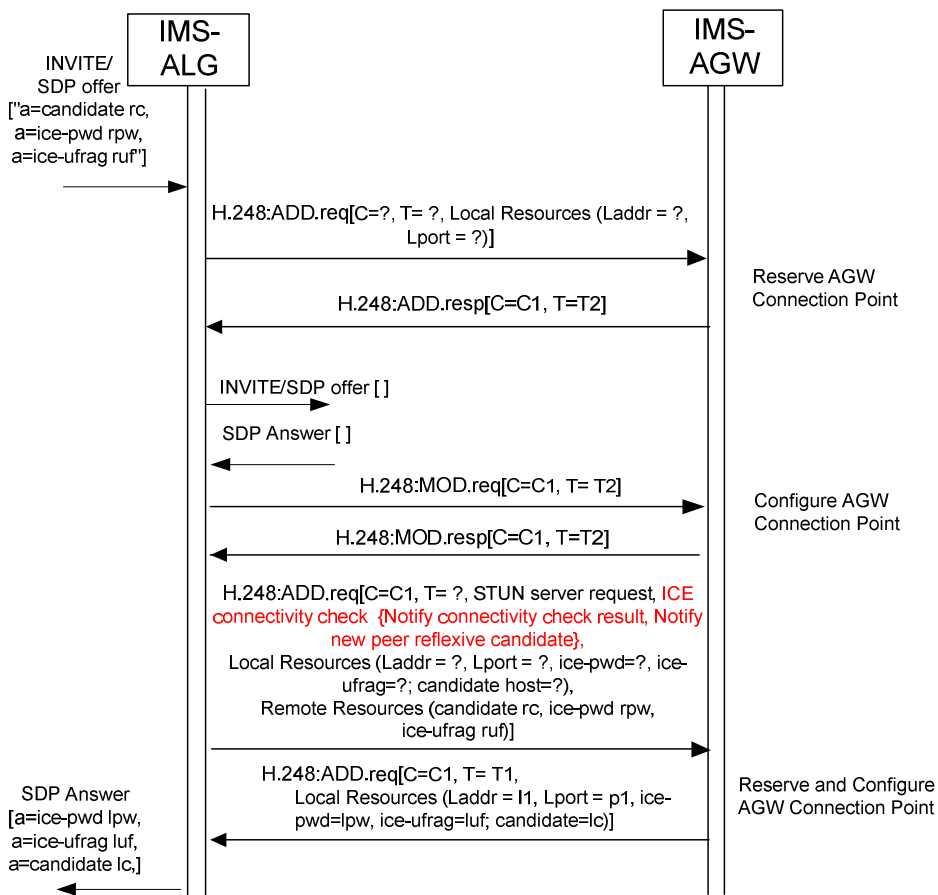 IMS-
ALG
IMS-
AGW
INVITE/
SDP offer
["a=candidate rc,
a=ice-pwd rpw,
a=ice-ufrag ruf"]
H.248:ADD.req[C=?, T= ?, Local Resources (Laddr = ?,
Lport = ?)]
Reserve AGW
Connection Point
H.248:ADD.resp[C=C1, T=T2]
INVITE/SDP offer [ ]
SDP Answer [ ]
H.248:MOD.req[C=C1, T= T2]
Configure AGW
Connection Point
H.248:MOD.resp[C=C1, T=T2]
H.248:ADD.req[C=C1, T= ?, STUN server request, ICE
connectivity check {Notify connectivity check result, Notify
new peer reflexive candidate},
Local Resources (Laddr = ?, Lport = ?, ice-pwd=?, ice-
ufrag=?; candidate host=?),
Remote Resources (candidate rc, ice-pwd rpw,
ice-ufrag ruf)]
H.248:ADD.req[C=C1, T= T1,
Local Resources (Laddr = l1, Lport = p1, ice-
pwd=lpw, ice-ufrag=luf; candidate=lc)]
Reserve and Configure
AGW Connection Point
SDP Answer
[a=ice-pwd lpw,
a=ice-ufrag luf,
a=candidate lc,]